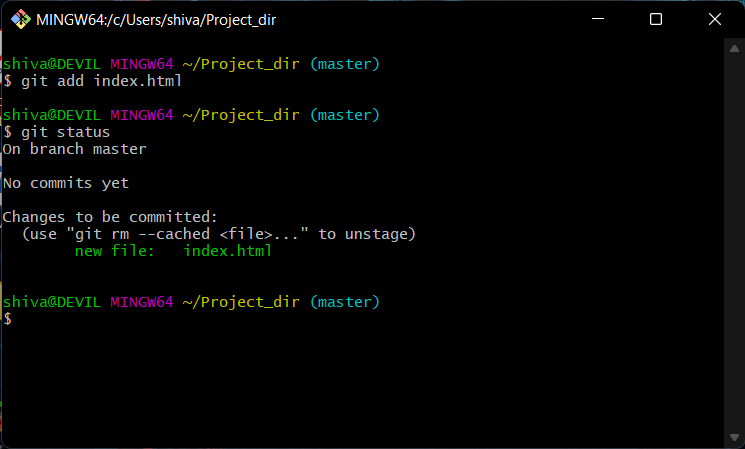 MINGW64:/c/Users/shiva/Project_dir
shiva@DEVIL MINGW64 ~/Project_dir (master)
$ git add index.html
shiva@DEVIL MINGW64 ~/Project_dir (master)
$ git status
On branch master
No commits yet
Changes to be committed:
  (use "git rm --cached <file>..." to unstage)
        new file:   index.html
shiva@DEVIL MINGW64 ~/Project_dir (master)
$